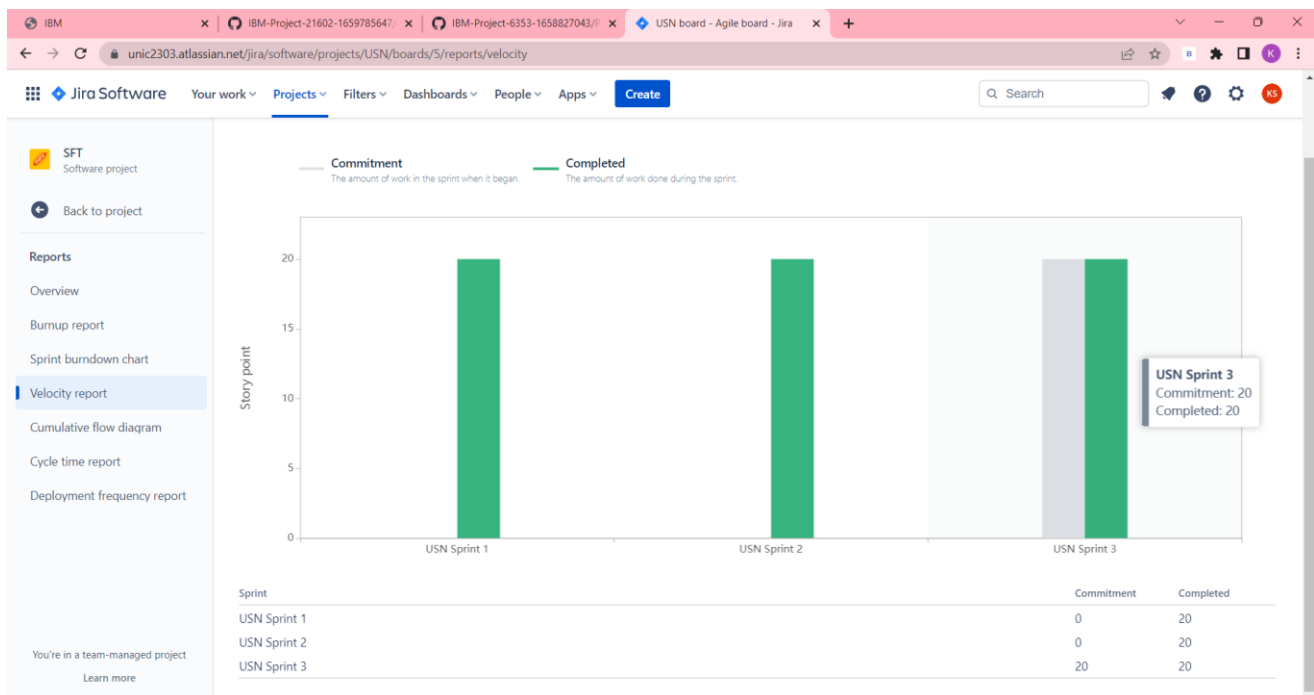 IBM
IBM-Project-21602-1659785647/
IBM-Project-6353-1658827043/P
USN board - Agile board - Jira
unic2303.atlassian.net/jira/software/projects/USN/boards/5/reports/velocity
B
K
Jira Software
Your work
Projects
Filters
Dashboards
People
Apps
Create
Search
KS
SFT
Software project
Back to project
Reports
Overview
Burnup report
Sprint burndown chart
Velocity report
Cumulative flow diagram
Cycle time report
Deployment frequency report
You're in a team-managed project
Learn more
Commitment
The amount of work in the sprint when it began.
Completed
The amount of work done during the sprint.
Story point
20
15
10
5
0
USN Sprint 1
USN Sprint 2
USN Sprint 3
USN Sprint 3
Commitment: 20
Completed: 20
Sprint Commitment Completed
USN Sprint 1 0 20
USN Sprint 2 0 20
USN Sprint 3 20 20